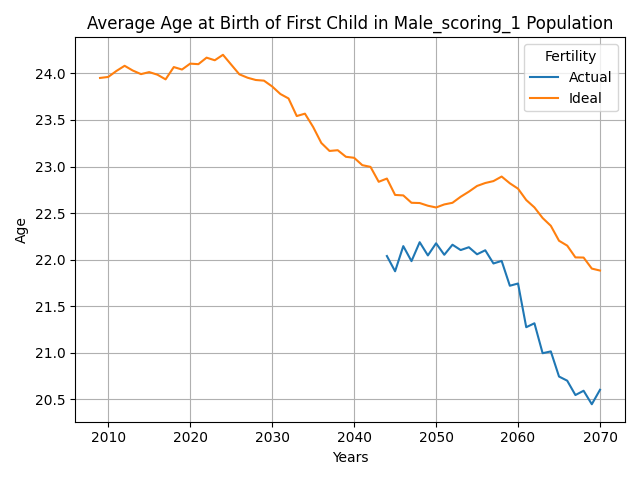 Average Age at Birth of First Child in Male_scoring_1 Population
Fertility
Actual
Ideal
Age
24.0
23.5
23.0
22.5
22.0
21.5
21.0
20.5
2010 2020 2030 2040 2050 2060 2070
Years